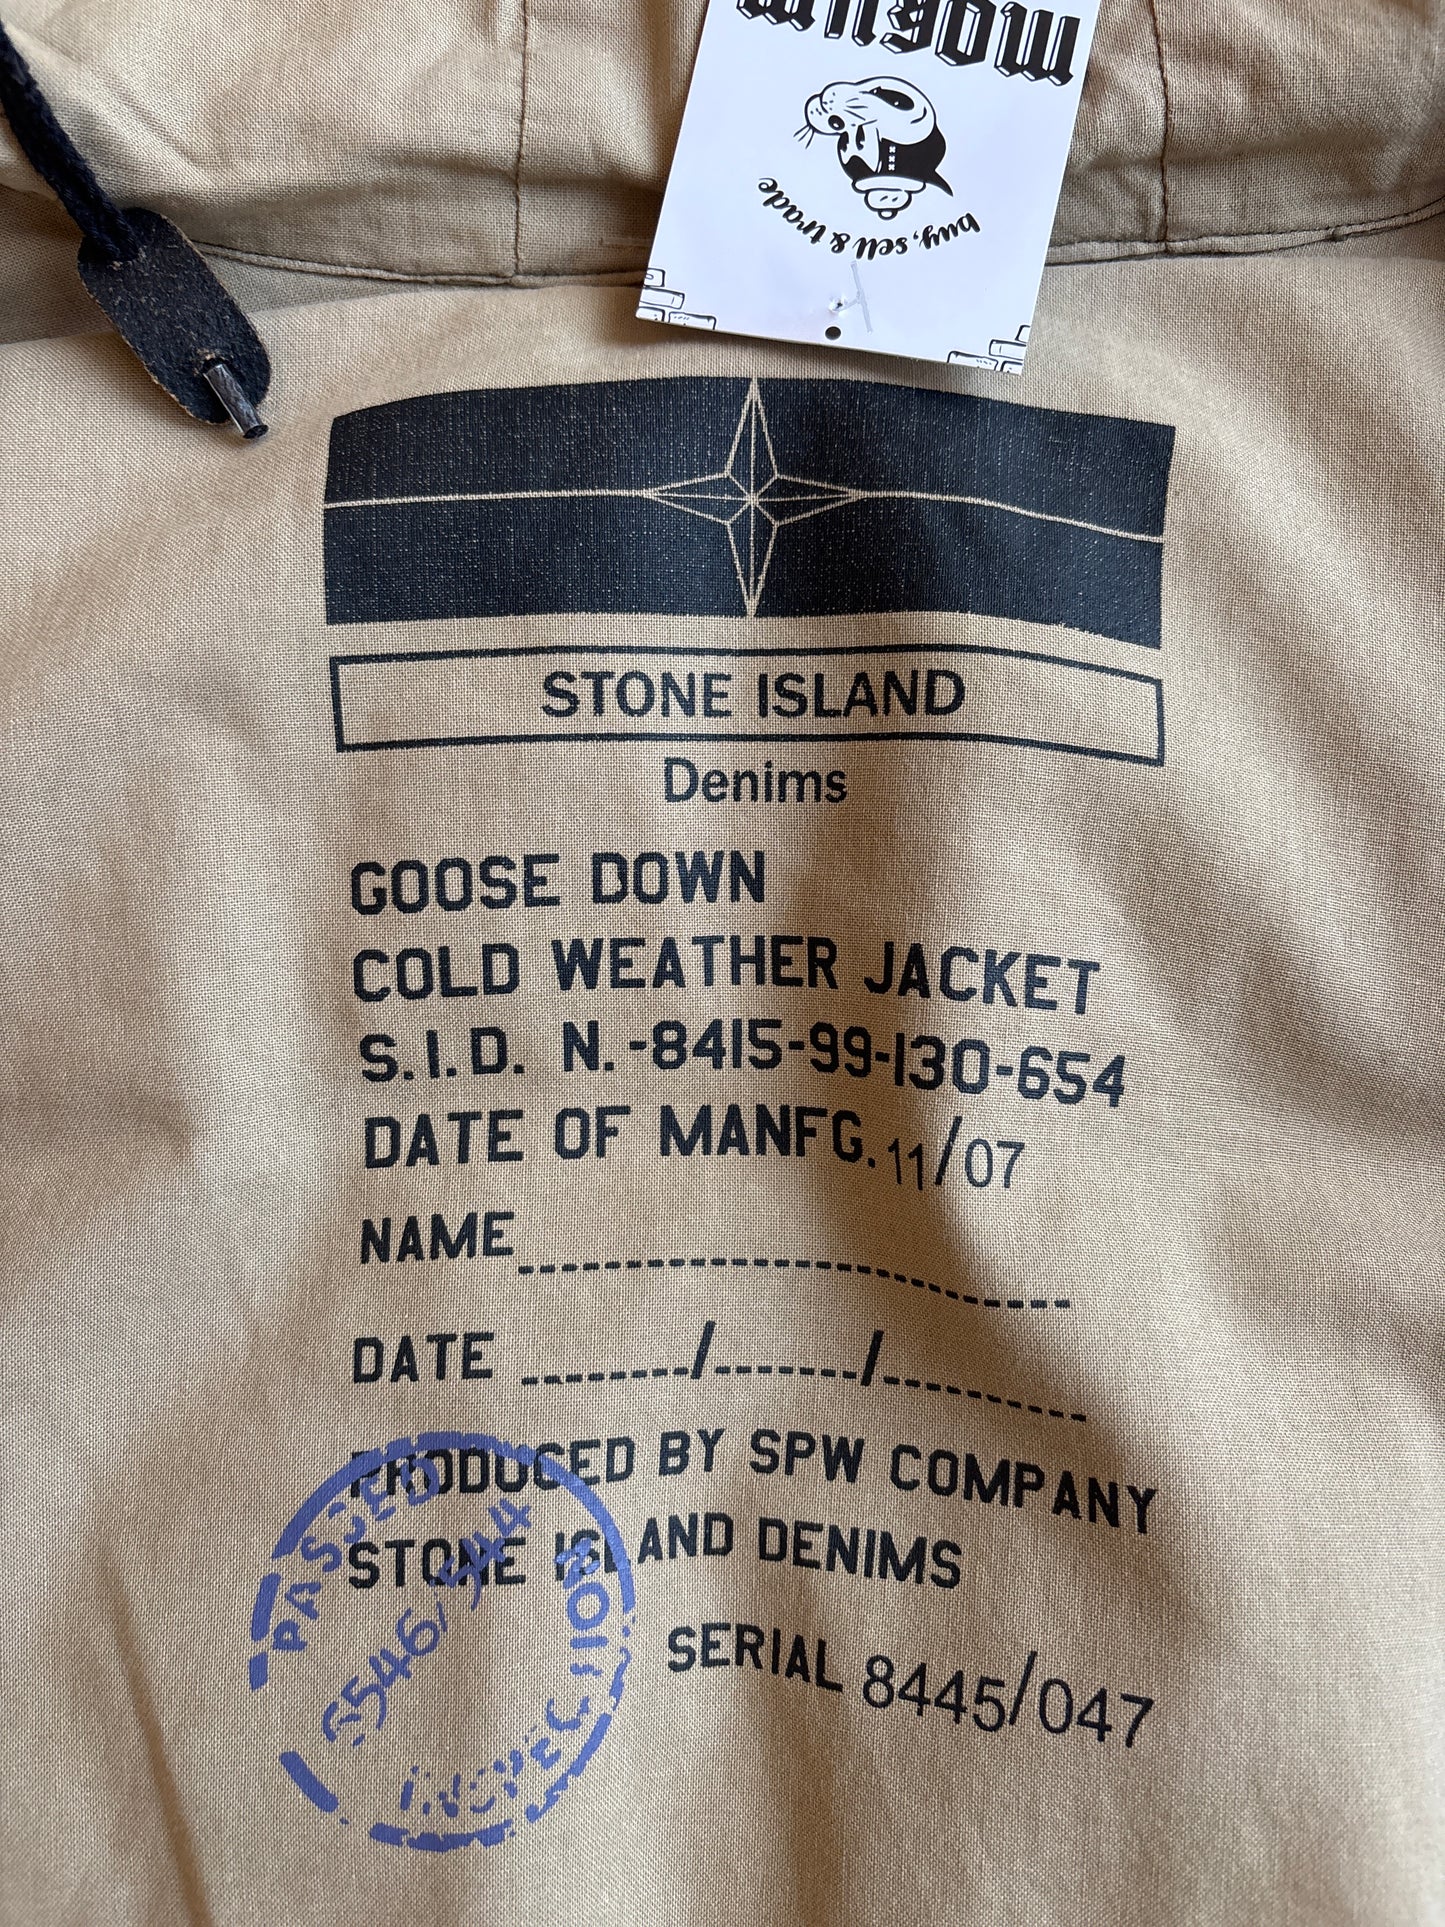 mogum
buy, sell & trade
STONE ISLAND
Denims
GOOSE DOWN
COLD WEATHER JACKET
S.I.D. N.-8415-99-130-654
DATE OF MANFG. 11/07
NAME
DATE / /
PRODUCED BY SPW COMPANY
STONE ISLAND DENIMS
SERIAL 8445/047
PASSED
INSPECTION